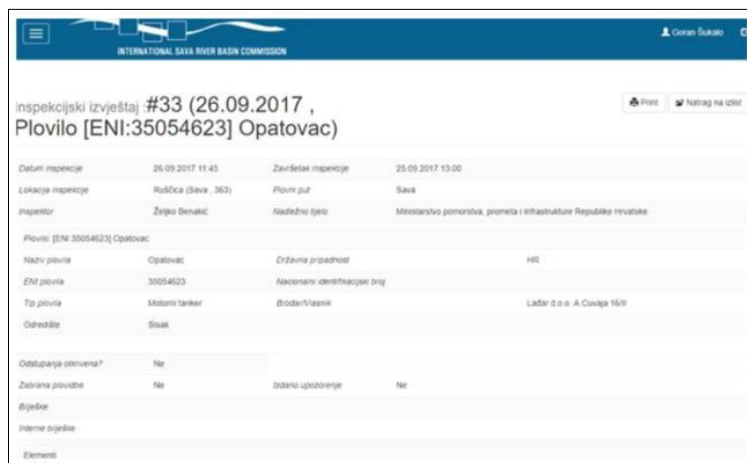 INTERNATIONAL SAVA RIVER BASIN COMMISSION
Goran Šukalo
Inspekcijski izvještaj :#33 (26.09.2017 ,
Plovilo [ENI:35054623] Opatovac)
Print Natrag na izlist
Datum inspekcije 26.09.2017 11:45 Završetak inspekcije 25.09.2017 13:00
Lokacija inspekcije Ruščica (Sava , 363) Plovni put Sava
Inspektor Željko Benakić Nadležno tijelo Ministarstvo pomorstva, prometa i infrastrukture Republike Hrvatske
Plovilo: [ENI:35054623] Opatovac
Naziv plovila Opatovac Državna pripadnost HR
ENI plovila 35054623 Nacionalni identifikacijski broj
Tip plovila Motorni tanker Brodar/Vlasnik Lađar d.o.o. A.Cuvaja 16/II
Odredište Sisak
Odstupanja otkrivena? Ne
Zabrana plovidbe Ne Izdano upozorenje Ne
Bilješke
Interne bilješke
Elementi